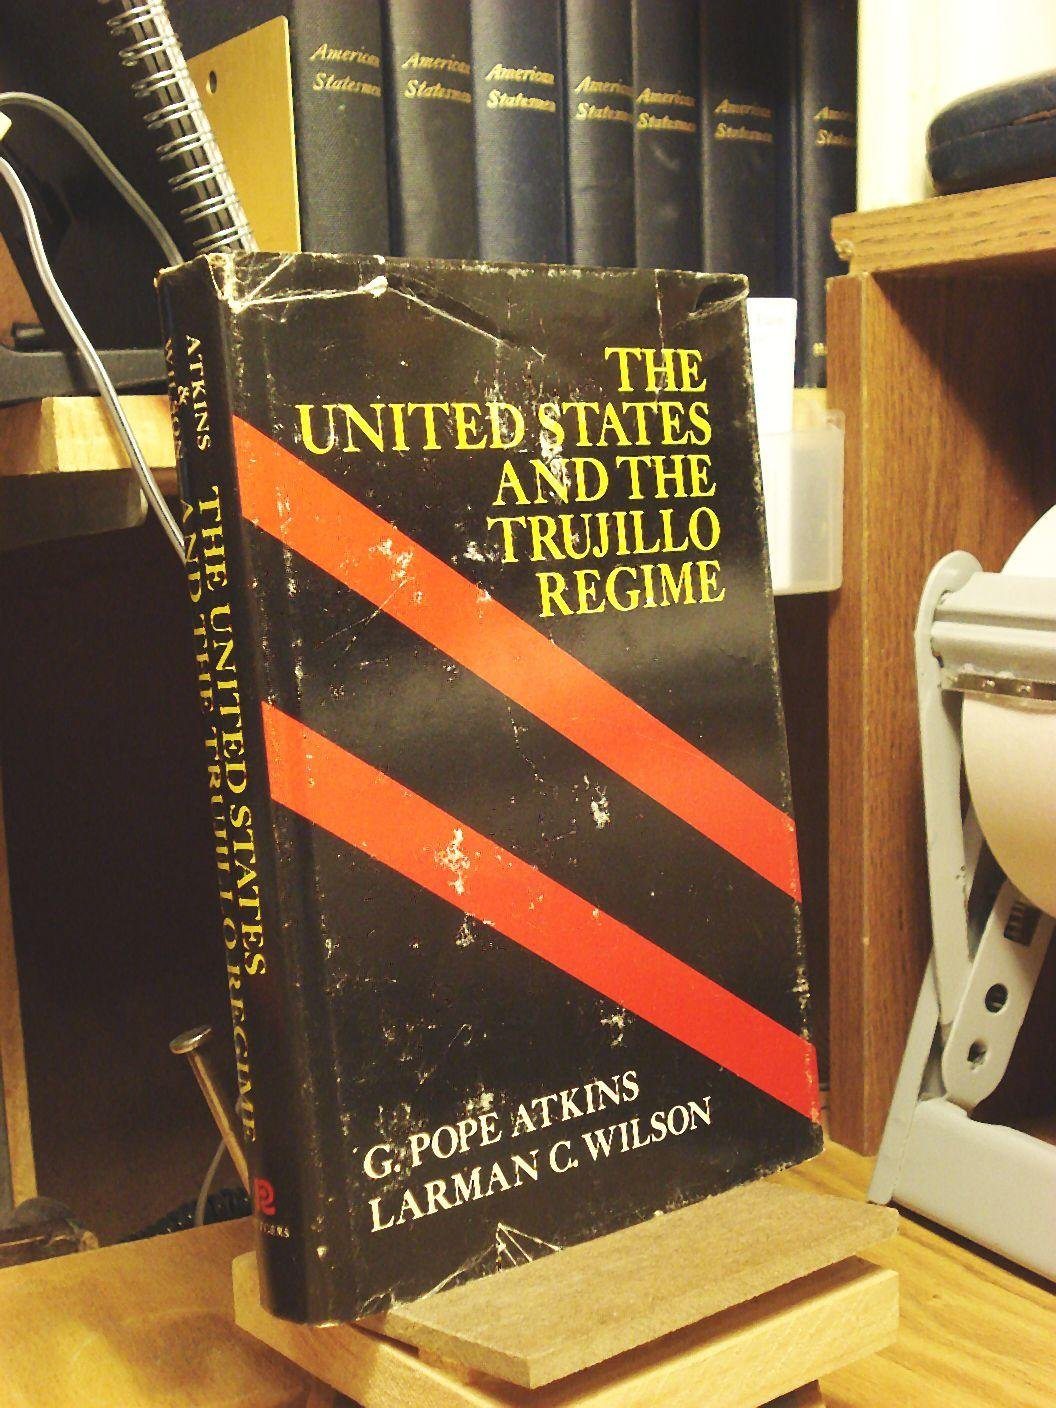 American
Statesmen
American
Statesmen
American
Statesmen
American
Statesmen
American
Statesmen
American
Statesmen
THE
UNITED STATES
AND THE
TRUJILLO
REGIME
G. POPE ATKINS
LARMAN C. WILSON
ATKINS
&
WILSON
THE UNITED STATES
AND THE TRUJILLO REGIME